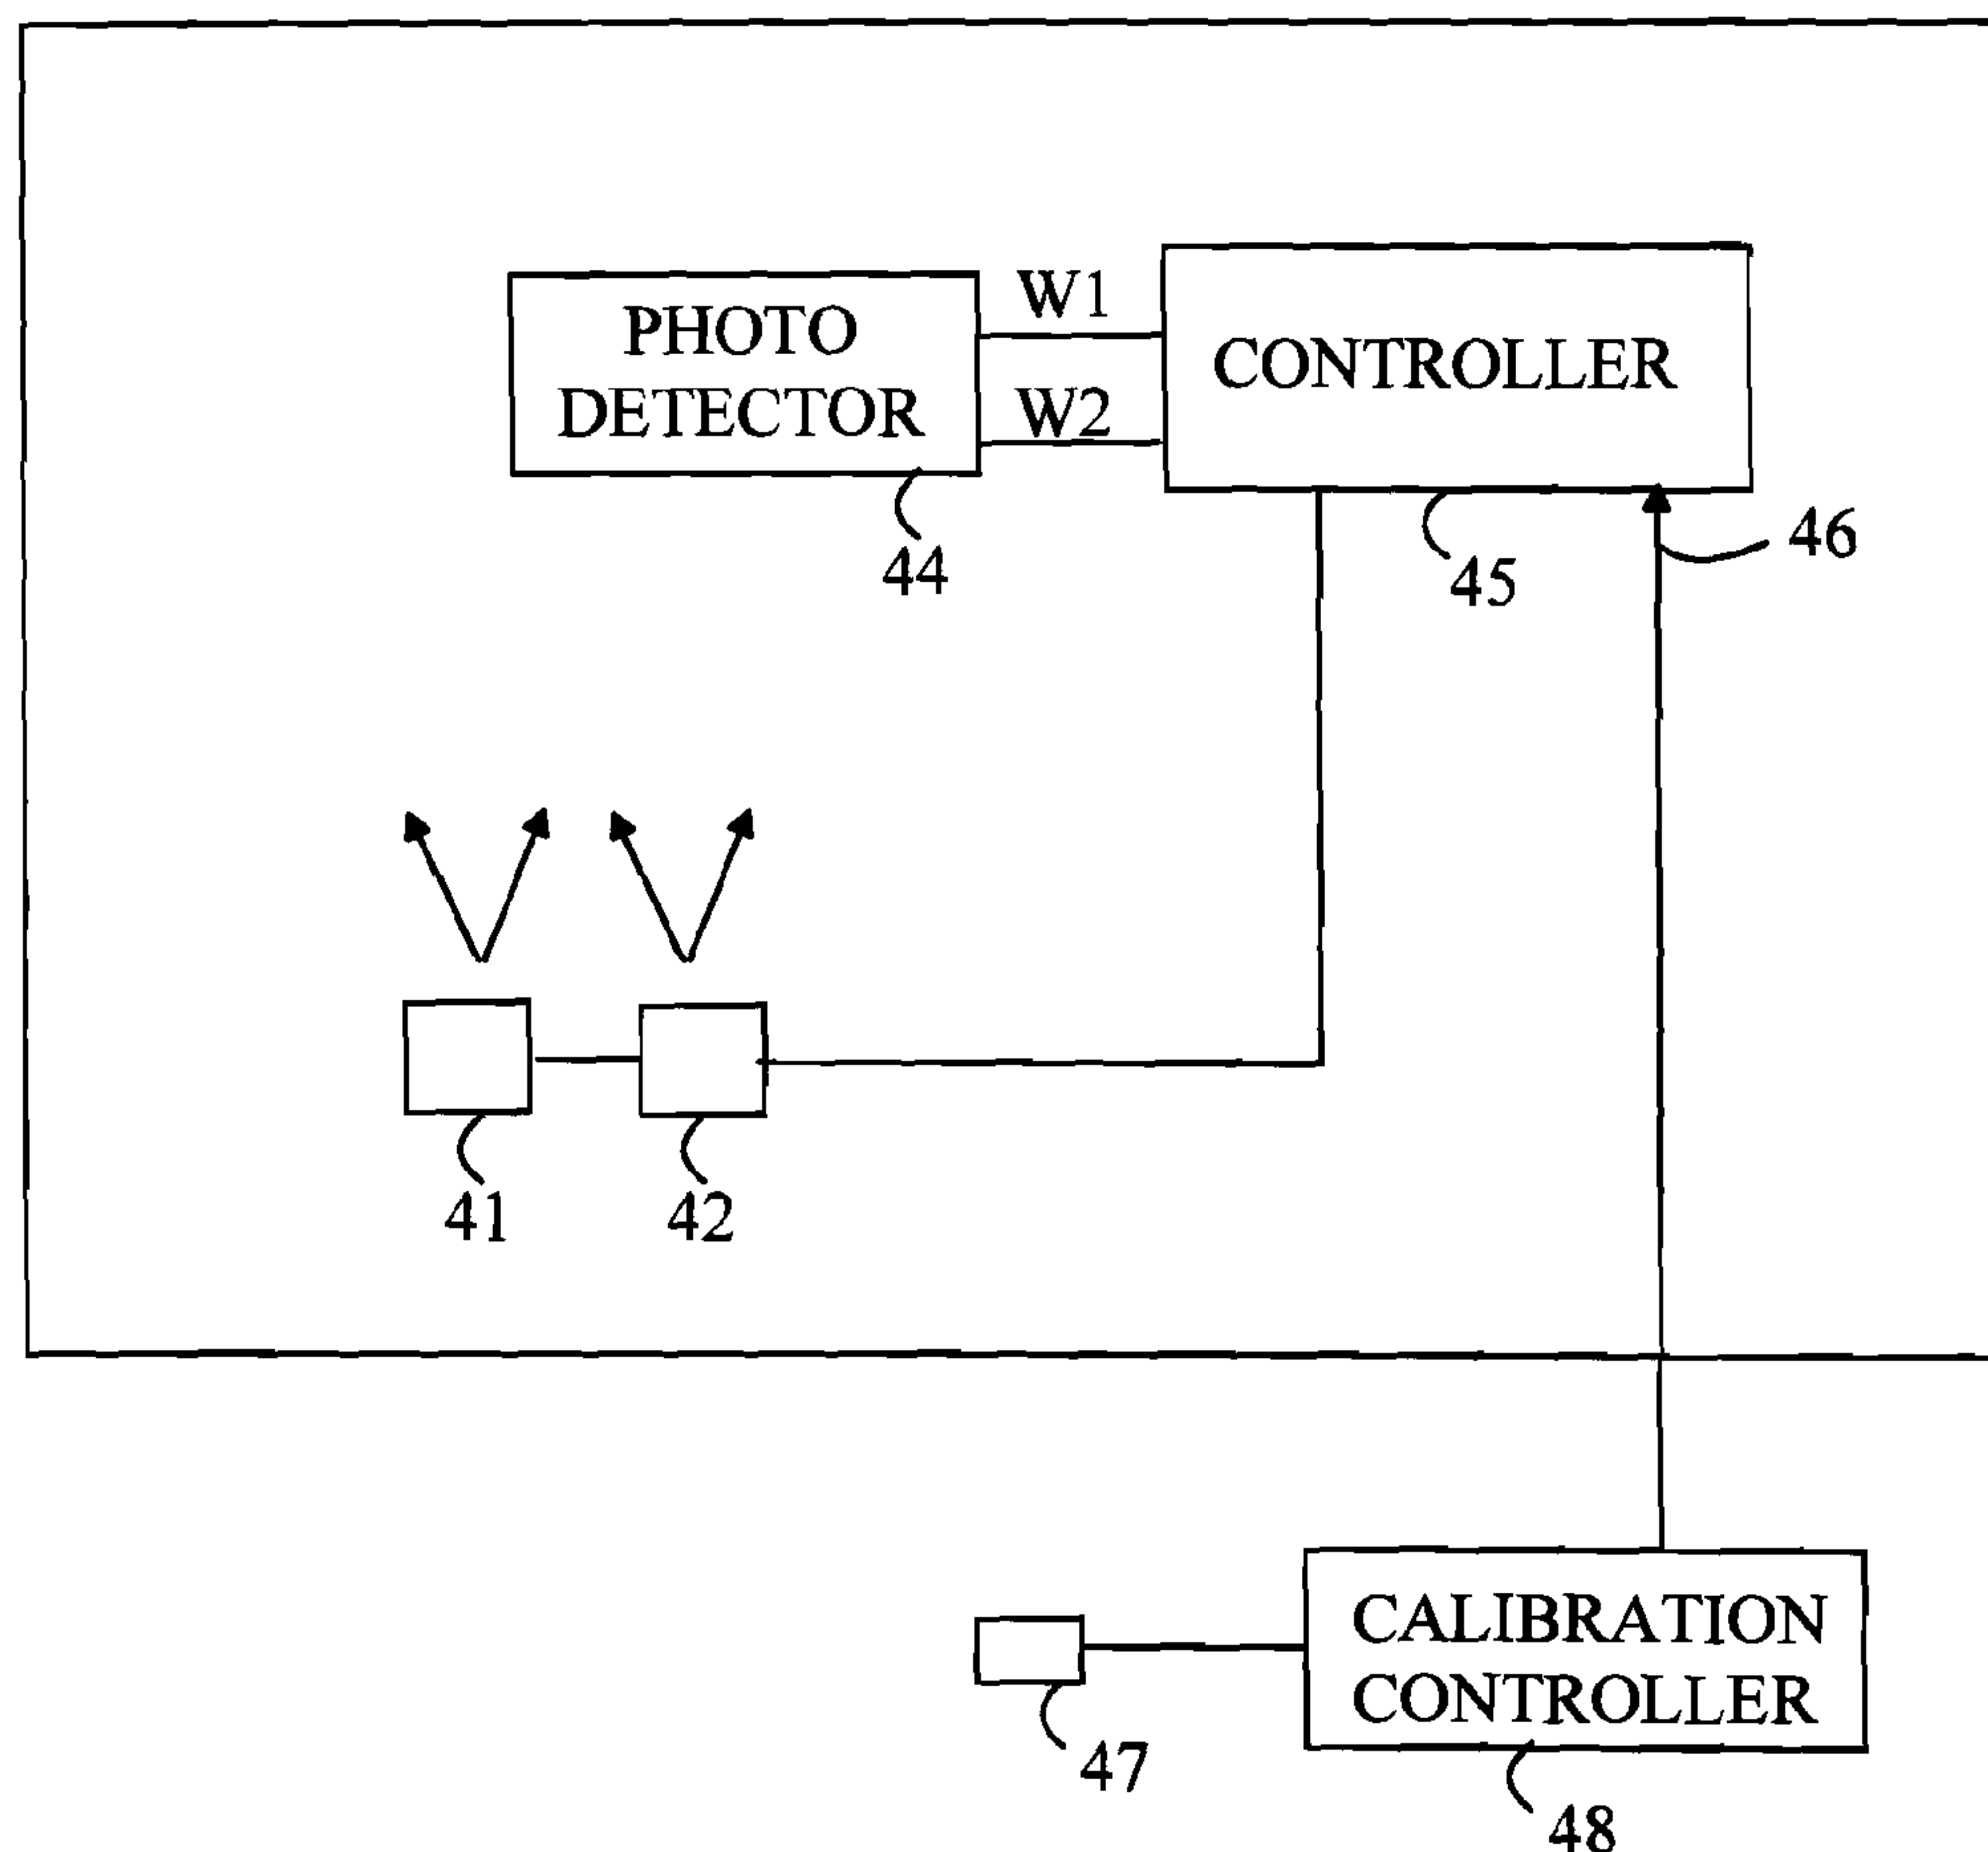 PHOTO
DETECTOR
W1
W2
CONTROLLER
44
45
46
41
42
47
CALIBRATION
CONTROLLER
48